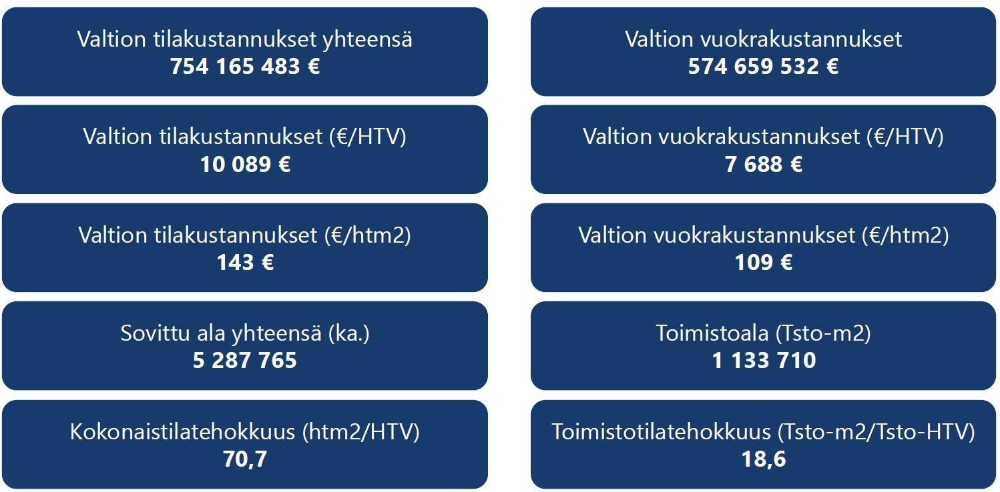 Valtion tilakustannukset yhteensä
754 165 483 €
Valtion vuokrakustannukset
574 659 532 €
Valtion tilakustannukset (€/HTV)
10 089 €
Valtion vuokrakustannukset (€/HTV)
7 688 €
Valtion tilakustannukset (€/htm2)
143 €
Valtion vuokrakustannukset (€/htm2)
109 €
Sovittu ala yhteensä (ka.)
5 287 765
Toimistoala (Tsto-m2)
1 133 710
Kokonaistilatehokkuus (htm2/HTV)
70,7
Toimistotilatehokkuus (Tsto-m2/Tsto-HTV)
18,6